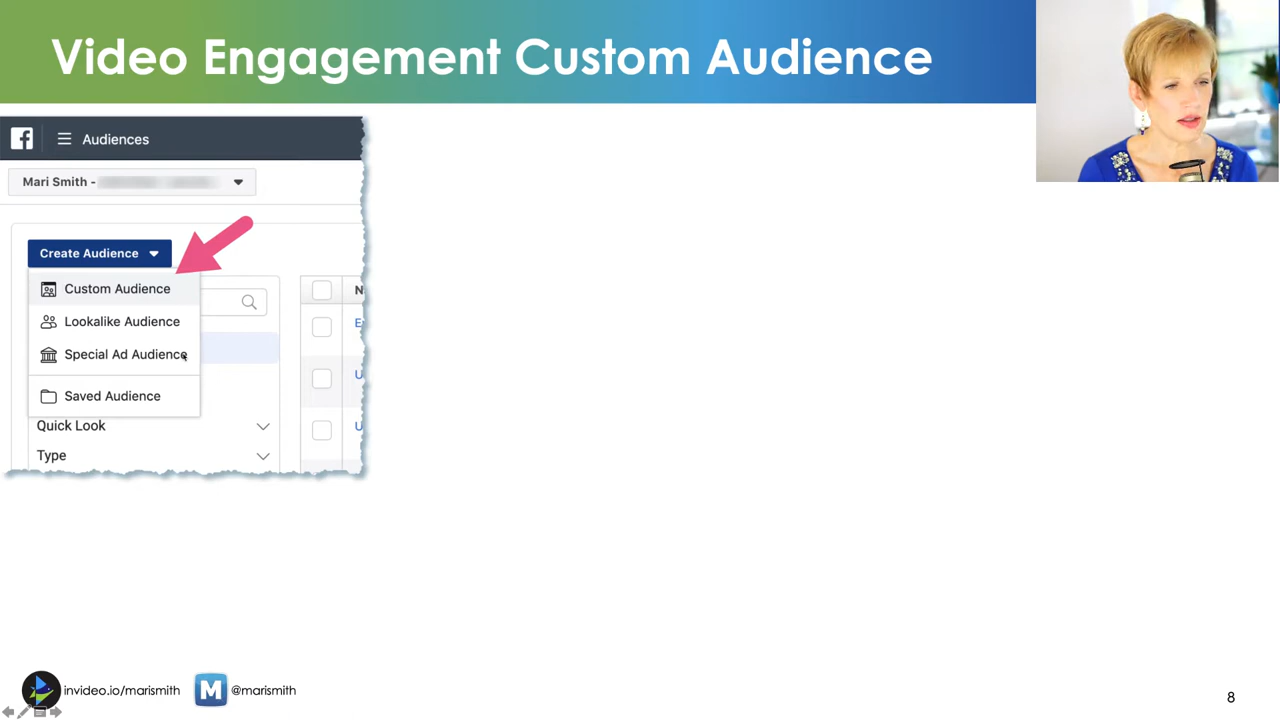 Video Engagement Custom Audience
Audiences
Mari Smith -
Create Audience
Custom Audience
Lookalike Audience
Special Ad Audience
Saved Audience
Quick Look
Type
N
E
U
U
invideo.io/marismith
M
@marismith
8